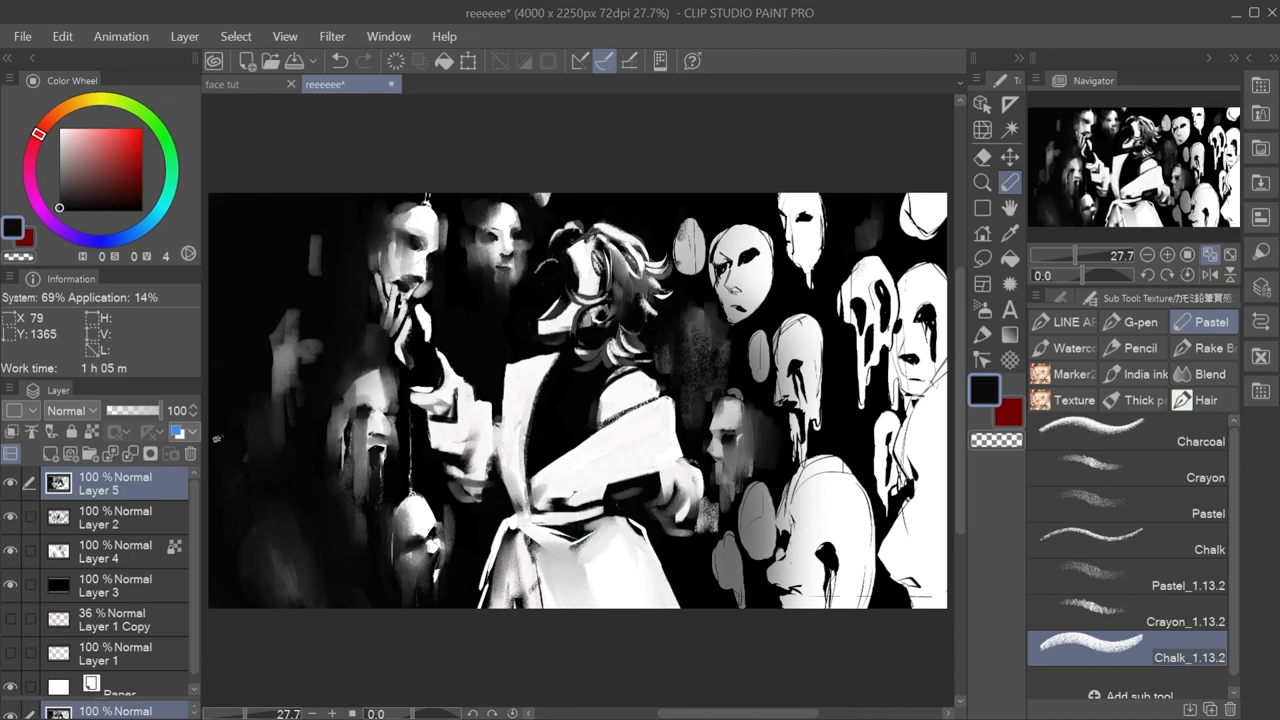 reeeeee* (4000 x 2250px 72dpi 27.7%) - CLIP STUDIO PAINT PRO
File Edit Animation Layer Select View Filter Window Help
face tut reeeeee*
Color Wheel
H 0 S 0 V 4
Information
System: 69% Application: 14%
X 79 H:
Y: 1365 V:
L:
Work time: 1 h 05 m
Layer
Normal 100
100 % Normal
Layer 5
100 % Normal
Layer 2
100 % Normal
Layer 4
100 % Normal
Layer 3
36 % Normal
Layer 1 Copy
100 % Normal
Layer 1
Paper
100 % Normal
27.7 0.0
Navigator
27.7
0.0
Sub Tool: Texture/
LINE AF G-pen Pastel
Waterc Pencil Rake B
Marker India ink Blend
Texture Thick p Hair
Charcoal
Crayon
Pastel
Chalk
Pastel_1.13.2
Crayon_1.13.2
Chalk_1.13.2
Add sub tool